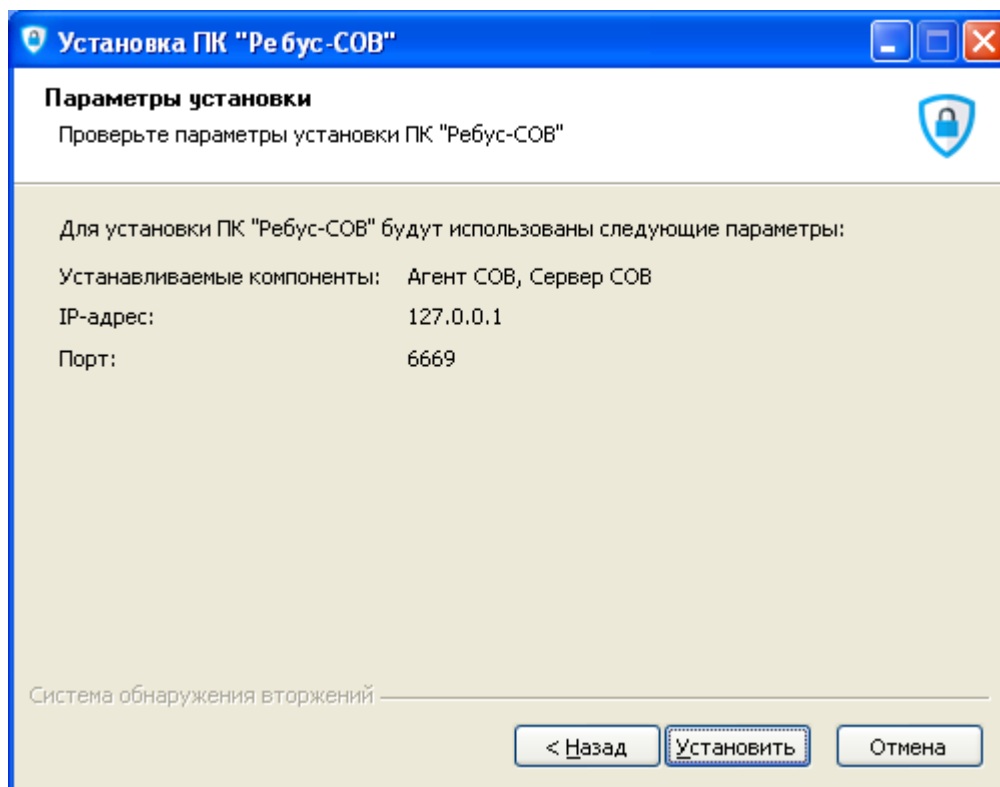 Установка ПК "Ребус-СОВ"
Параметры установки
Проверьте параметры установки ПК "Ребус-СОВ"
Для установки ПК "Ребус-СОВ" будут использованы следующие параметры:
Устанавливаемые компоненты: Агент СОВ, Сервер СОВ
IP-адрес: 127.0.0.1
Порт: 6669
Система обнаружения вторжений
< Назад Установить Отмена